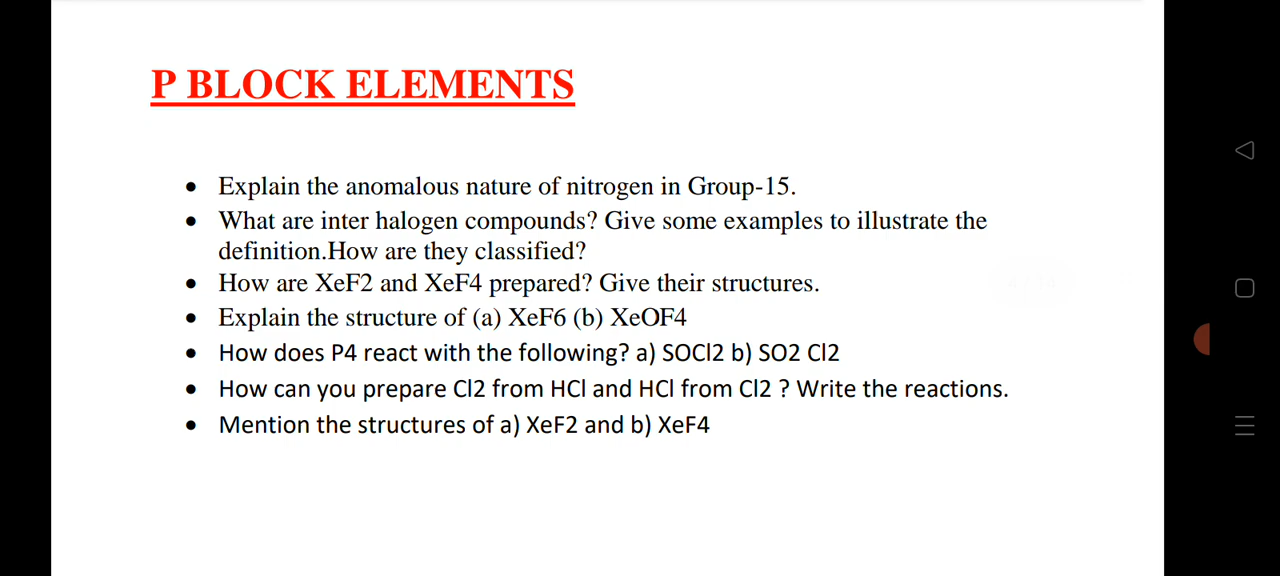 P BLOCK ELEMENTS
• Explain the anomalous nature of nitrogen in Group-15.
• What are inter halogen compounds? Give some examples to illustrate the
definition.How are they classified?
• How are XeF2 and XeF4 prepared? Give their structures.
• Explain the structure of (a) XeF6 (b) XeOF4
• How does P4 react with the following? a) SOCl2 b) SO2 Cl2
• How can you prepare Cl2 from HCl and HCl from Cl2 ? Write the reactions.
• Mention the structures of a) XeF2 and b) XeF4